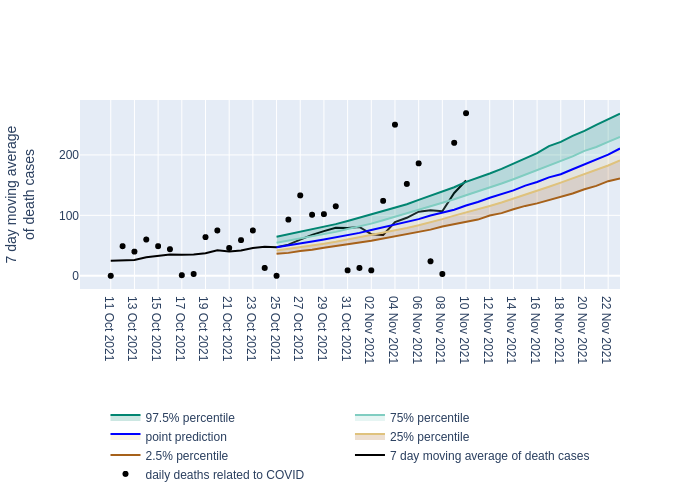 7 day moving average
of death cases
200
100
0
11 Oct 2021
13 Oct 2021
15 Oct 2021
17 Oct 2021
19 Oct 2021
21 Oct 2021
23 Oct 2021
25 Oct 2021
27 Oct 2021
29 Oct 2021
31 Oct 2021
02 Nov 2021
04 Nov 2021
06 Nov 2021
08 Nov 2021
10 Nov 2021
12 Nov 2021
14 Nov 2021
16 Nov 2021
18 Nov 2021
20 Nov 2021
22 Nov 2021
97.5% percentile
75% percentile
point prediction
25% percentile
2.5% percentile
7 day moving average of death cases
daily deaths related to COVID